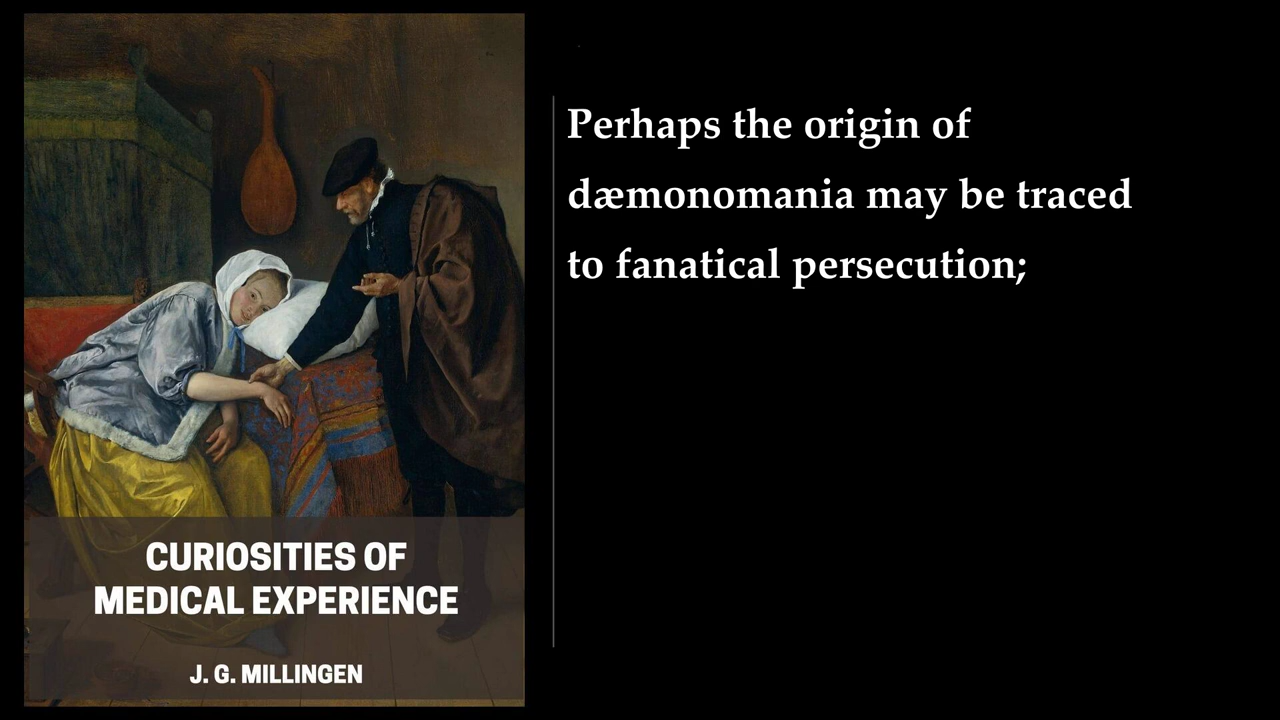 Perhaps the origin of
dæmonomania may be traced
to fanatical persecution;
CURIOSITIES OF
MEDICAL EXPERIENCE
J. G. MILLINGEN